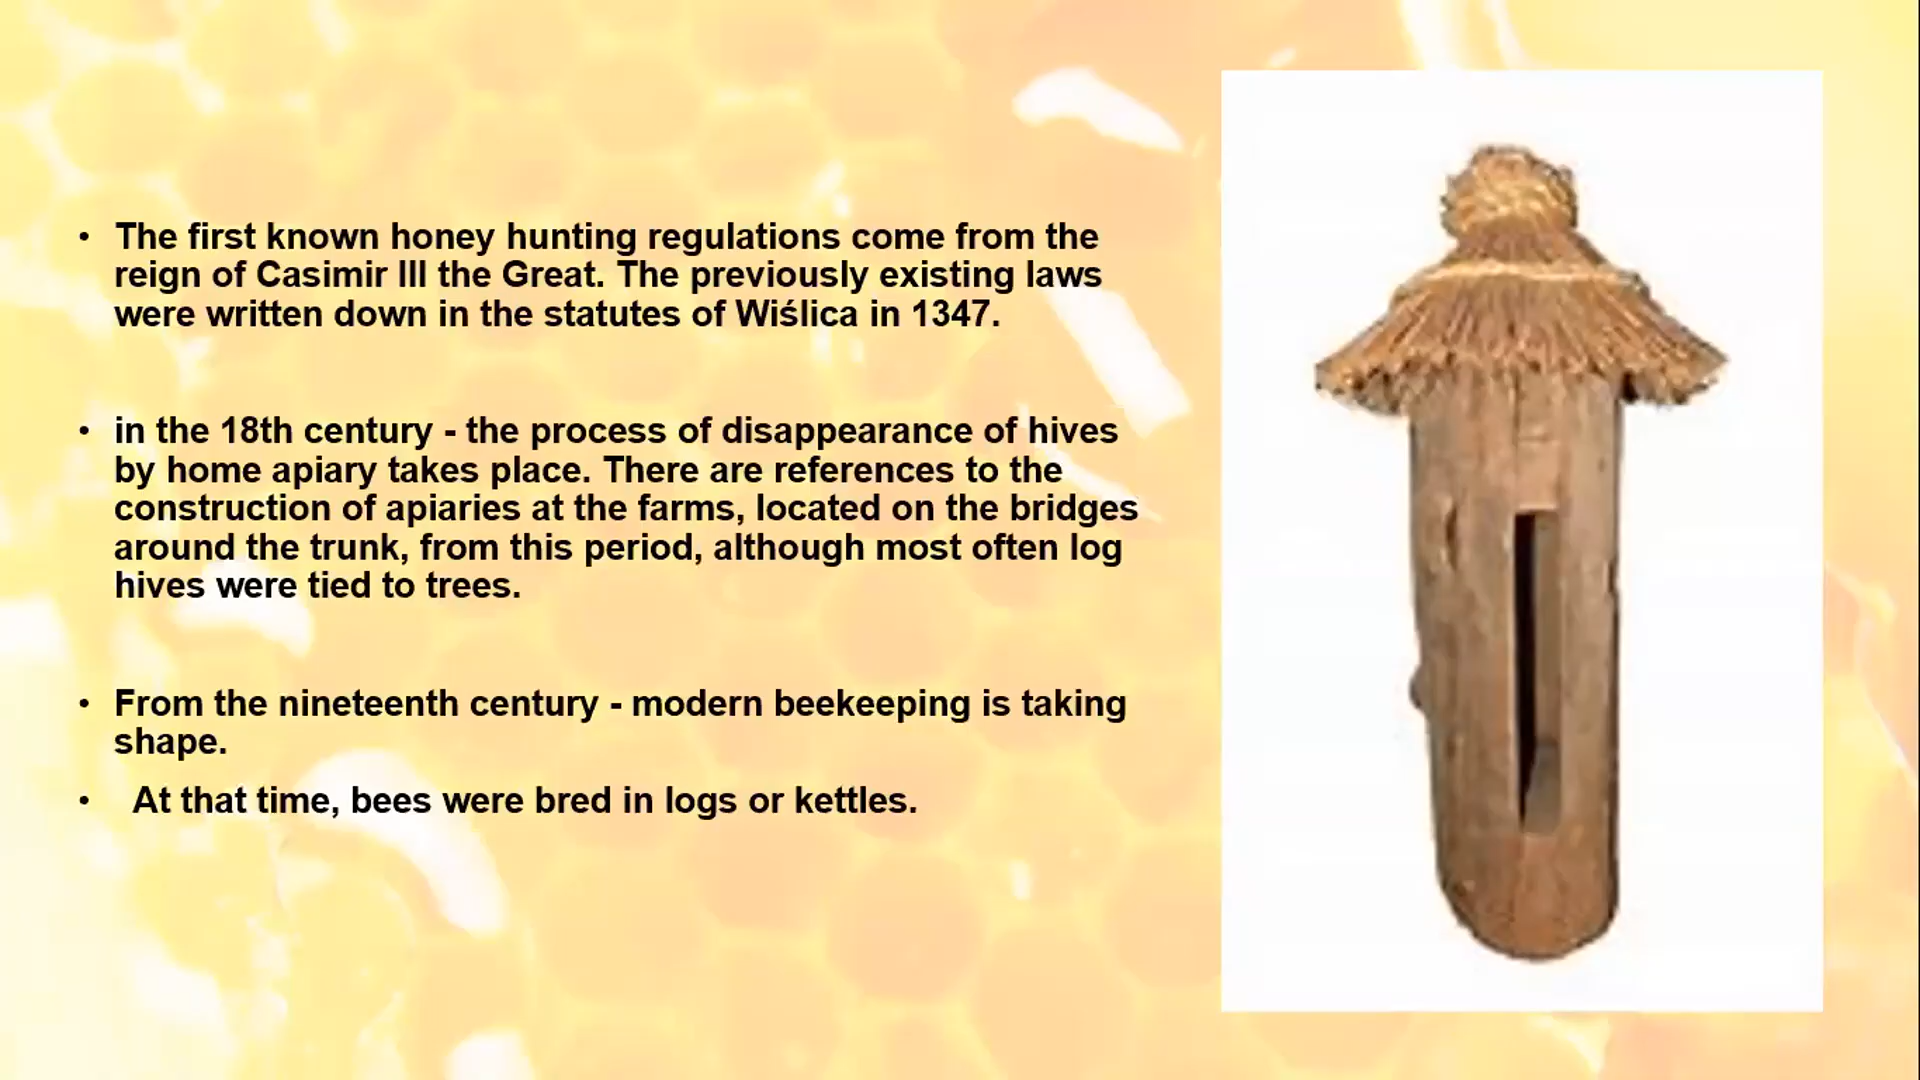 • The first known honey hunting regulations come from the
reign of Casimir III the Great. The previously existing laws
were written down in the statutes of Wiślica in 1347.
• in the 18th century - the process of disappearance of hives
by home apiary takes place. There are references to the
construction of apiaries at the farms, located on the bridges
around the trunk, from this period, although most often log
hives were tied to trees.
• From the nineteenth century - modern beekeeping is taking
shape.
• At that time, bees were bred in logs or kettles.